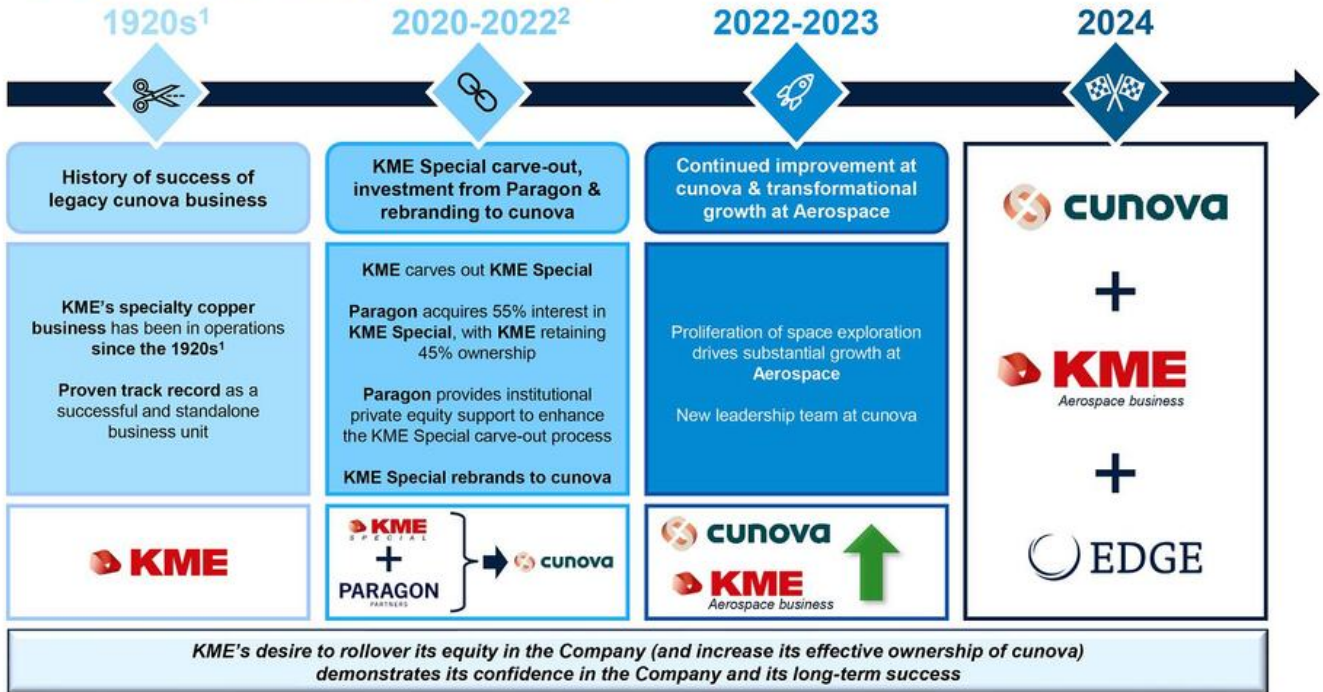 1920s¹
2020-2022²
2022-2023
2024
History of success of
legacy cunova business
KME Special carve-out,
investment from Paragon &
rebranding to cunova
Continued improvement at
cunova & transformational
growth at Aerospace
KME's specialty copper
business has been in operations
since the 1920s¹
Proven track record as a
successful and standalone
business unit
KME carves out KME Special
Paragon acquires 55% interest in
KME Special, with KME retaining
45% ownership
Paragon provides institutional
private equity support to enhance
the KME Special carve-out process
KME Special rebrands to cunova
Proliferation of space exploration
drives substantial growth at
Aerospace
New leadership team at cunova
cunova
+
KME
Aerospace business
+
EDGE
KME
KME
SPECIAL
+
PARAGON
PARTNERS
cunova
cunova
KME
Aerospace business
KME's desire to rollover its equity in the Company (and increase its effective ownership of cunova)
demonstrates its confidence in the Company and its long-term success